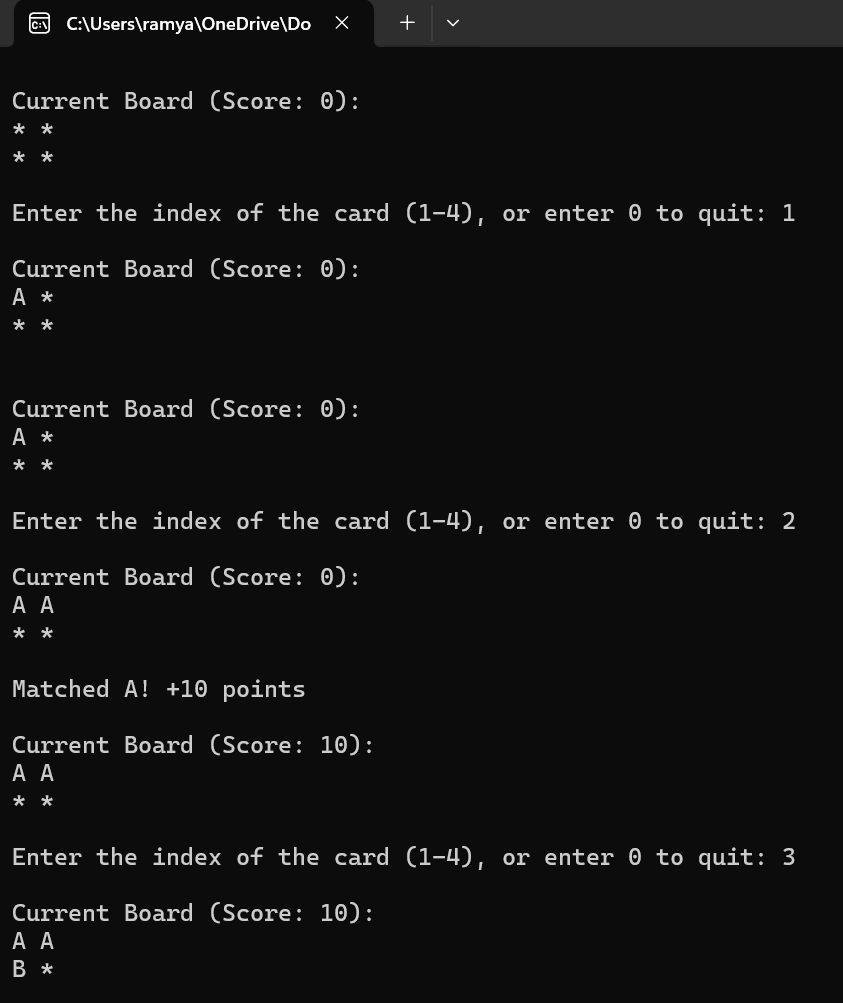 C:\Users\ramya\OneDrive\Do
Current Board (Score: 0):
* *
* *
Enter the index of the card (1-4), or enter 0 to quit: 1
Current Board (Score: 0):
A *
* *
Current Board (Score: 0):
A *
* *
Enter the index of the card (1-4), or enter 0 to quit: 2
Current Board (Score: 0):
A A
* *
Matched A! +10 points
Current Board (Score: 10):
A A
* *
Enter the index of the card (1-4), or enter 0 to quit: 3
Current Board (Score: 10):
A A
B *